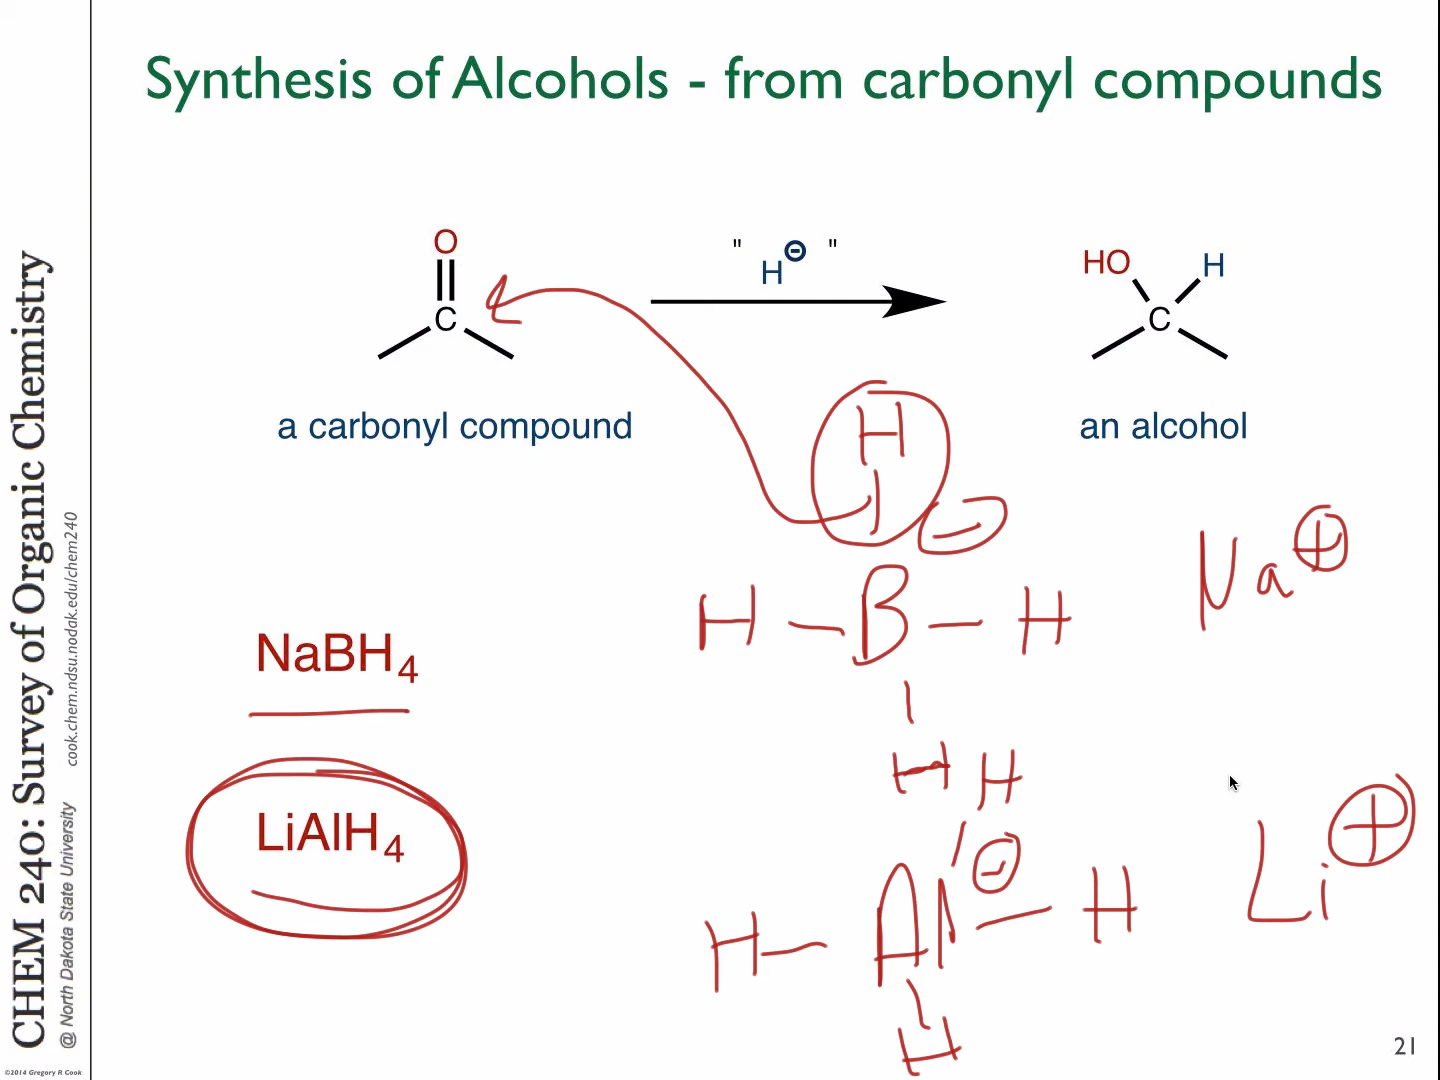 Synthesis of Alcohols - from carbonyl compounds
O
C
a carbonyl compound
" H⊖ "
HO H
C
an alcohol
NaBH₄
LiAlH₄
H
⊖
H – B – H
H
Na⊕
H
⊖
H – Al – H
H
Li⊕
CHEM 240: Survey of Organic Chemistry
@ North Dakota State University cook.chem.ndsu.nodak.edu/chem240
©2014 Gregory R Cook
21